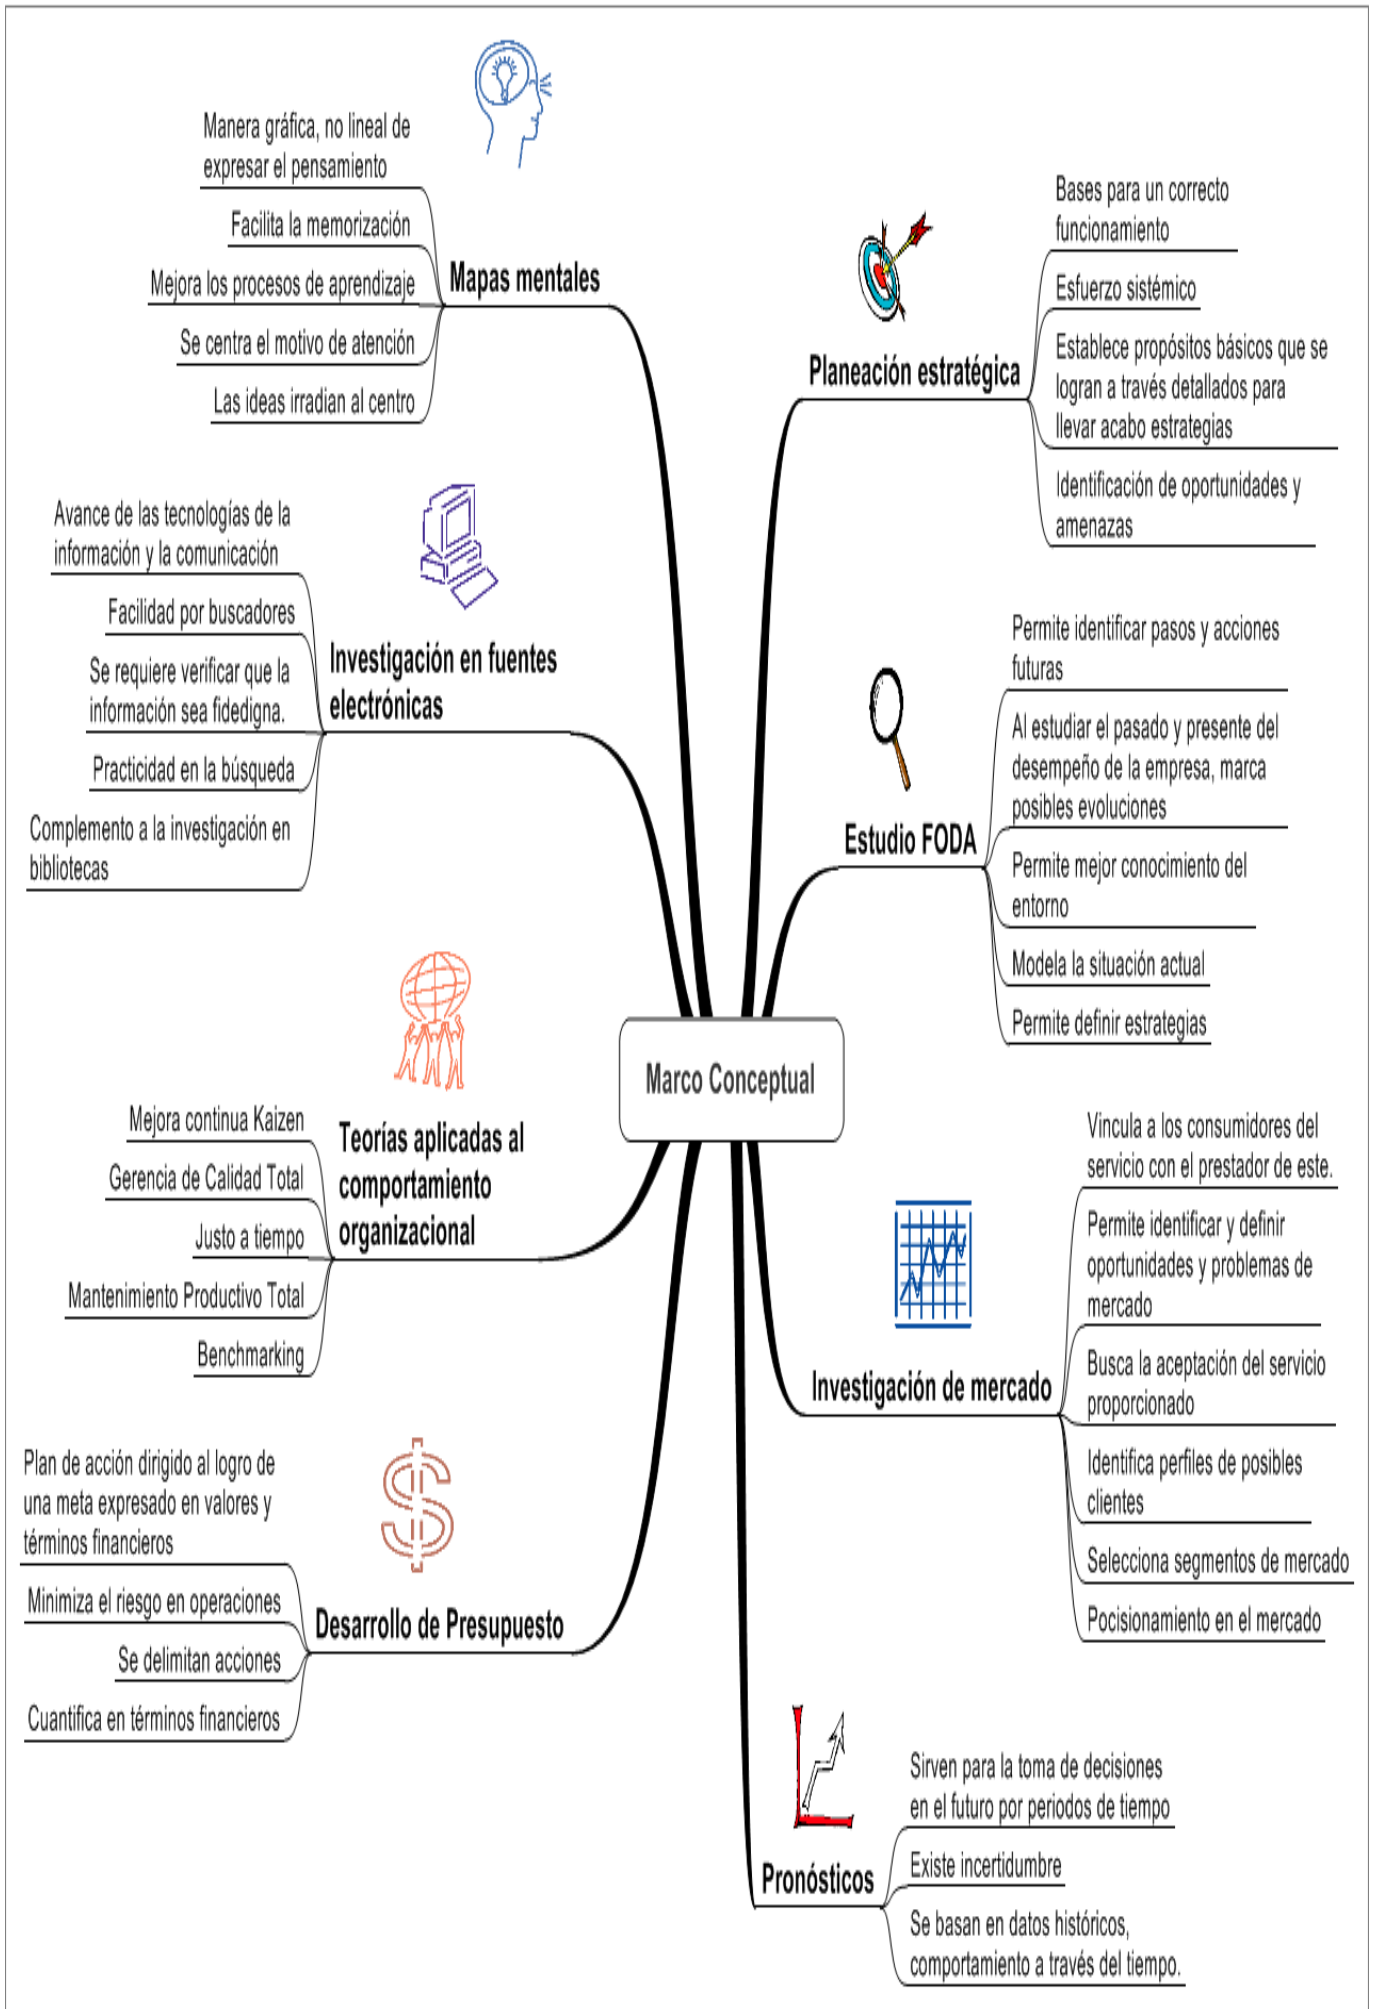 Marco Conceptual
Mapas mentales
Manera gráfica, no lineal de
expresar el pensamiento
Facilita la memorización
Mejora los procesos de aprendizaje
Se centra el motivo de atención
Las ideas irradian al centro
Investigación en fuentes
electrónicas
Avance de las tecnologías de la
información y la comunicación
Facilidad por buscadores
Se requiere verificar que la
información sea fidedigna.
Practicidad en la búsqueda
Complemento a la investigación en
bibliotecas
Teorías aplicadas al
comportamiento
organizacional
Mejora continua Kaizen
Gerencia de Calidad Total
Justo a tiempo
Mantenimiento Productivo Total
Benchmarking
Desarrollo de Presupuesto
Plan de acción dirigido al logro de
una meta expresado en valores y
términos financieros
Minimiza el riesgo en operaciones
Se delimitan acciones
Cuantifica en términos financieros
Planeación estratégica
Bases para un correcto
funcionamiento
Esfuerzo sistémico
Establece propósitos básicos que se
logran a través detallados para
llevar acabo estrategias
Identificación de oportunidades y
amenazas
Estudio FODA
Permite identificar pasos y acciones
futuras
Al estudiar el pasado y presente del
desempeño de la empresa, marca
posibles evoluciones
Permite mejor conocimiento del
entorno
Modela la situación actual
Permite definir estrategias
Investigación de mercado
Vincula a los consumidores del
servicio con el prestador de este.
Permite identificar y definir
oportunidades y problemas de
mercado
Busca la aceptación del servicio
proporcionado
Identifica perfiles de posibles
clientes
Selecciona segmentos de mercado
Pocisionamiento en el mercado
Pronósticos
Sirven para la toma de decisiones
en el futuro por periodos de tiempo
Existe incertidumbre
Se basan en datos históricos,
comportamiento a través del tiempo.